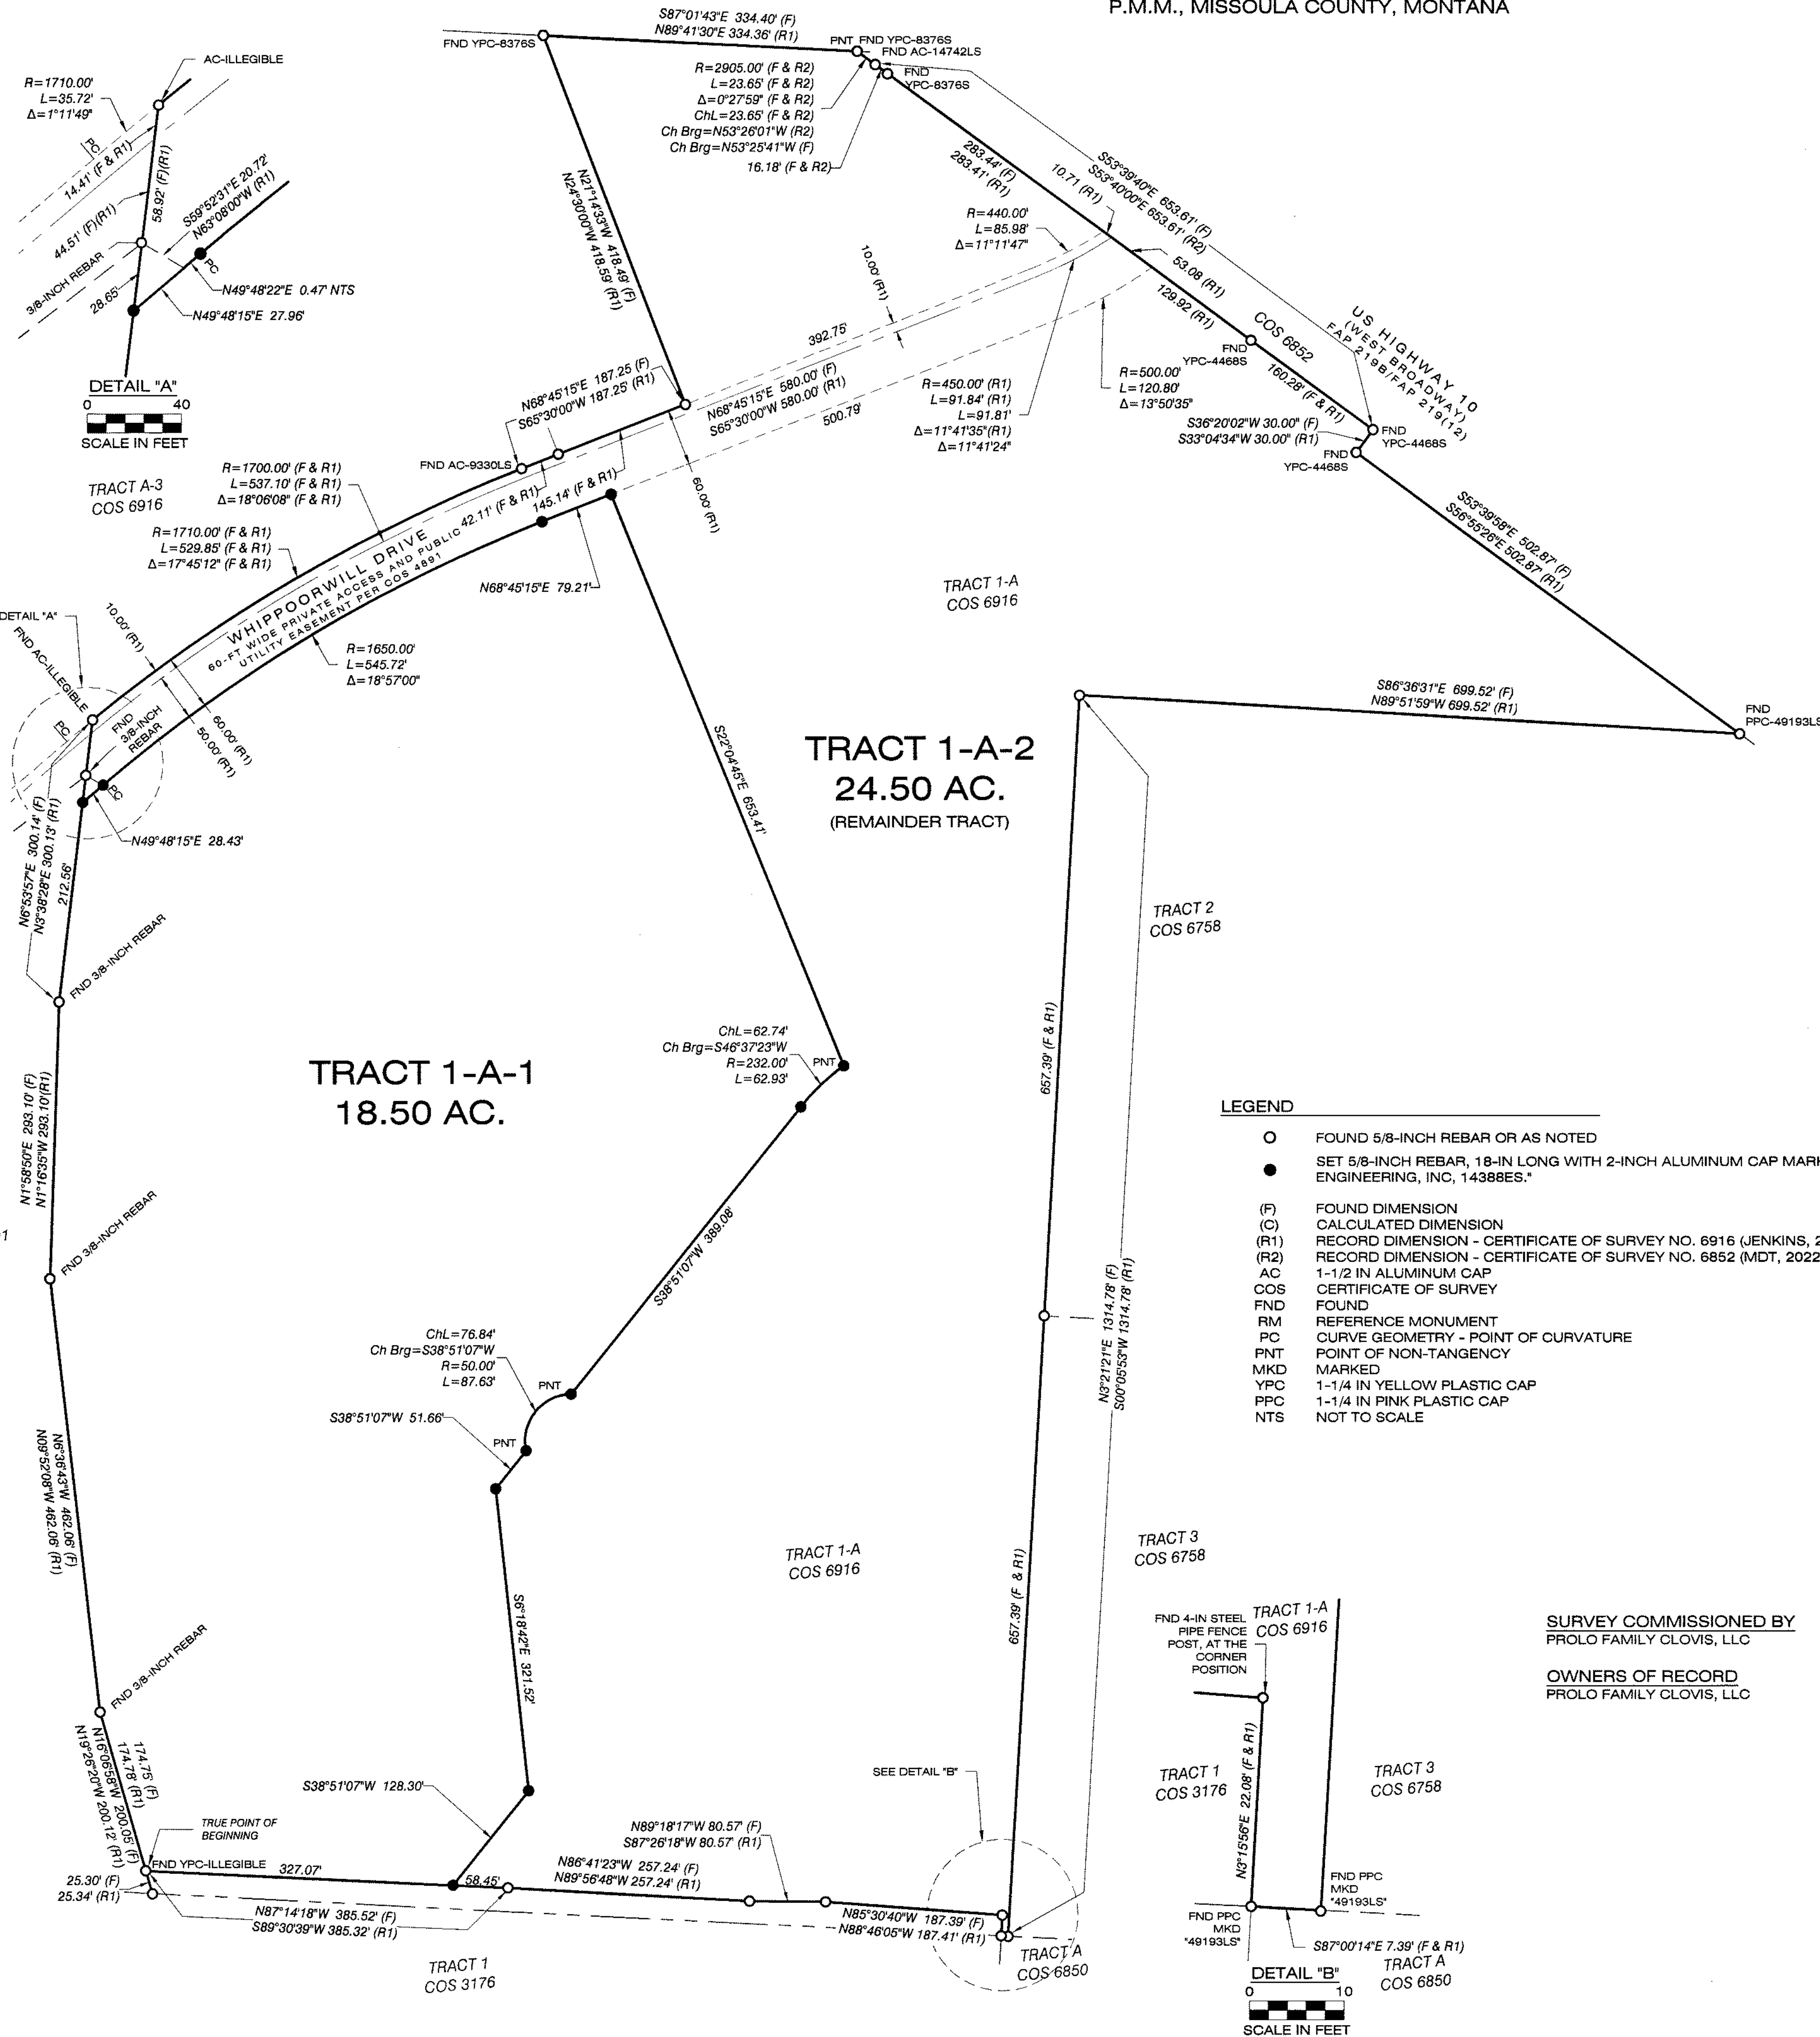 P.M.M., MISSOULA COUNTY, MONTANA
S87°01'43"E 334.40' (F)
N89°41'30"E 334.36' (R1)
FND YPC-8376S
PNT
FND YPC-8376S
FND AC-14742LS
FND
YPC-8376S
R=2905.00' (F & R2)
L=23.65' (F & R2)
Δ=0°27'59" (F & R2)
ChL=23.65' (F & R2)
Ch Brg=N53°26'01"W (R2)
Ch Brg=N53°25'41"W (F)
16.18' (F & R2)
AC-ILLEGIBLE
R=1710.00'
L=35.72'
Δ=1°11'49"
PC
14.41' (F & R1)
58.92' (F)(R1)
44.51' (F)(R1)
S59°52'31"E 20.72'
N63°08'00"W (R1)
3/8-INCH REBAR
28.65'
PC
N49°48'22"E 0.47' NTS
N49°48'15"E 27.96'
DETAIL "A"
0 40
SCALE IN FEET
N21°14'33"W 418.49' (F)
N24°30'00"W 418.59' (R1)
283.44' (F)
283.41' (R1)
10.71 (R1)
S53°39'40"E 653.61' (F)
S53°40'00"E 653.61' (R2)
R=440.00'
L=85.98'
Δ=11°11'47"
10.00' (R1)
53.08 (R1)
129.92 (R1)
COS 6852
US HIGHWAY 10
(WEST BROADWAY)
FAP 219B/FAP 219(12)
FND
YPC-4468S
160.28' (F & R1)
392.75'
N68°45'15"E 580.00' (F)
S65°30'00"W 580.00' (R1)
500.79'
R=450.00' (R1)
L=91.84' (R1)
L=91.81'
Δ=11°41'35"(R1)
Δ=11°41'24"
R=500.00'
L=120.80'
Δ=13°50'35"
S36°20'02"W 30.00" (F)
S33°04'34"W 30.00" (R1)
FND
YPC-4468S
FND
YPC-4468S
N68°45'15"E 187.25 (F)
S65°30'00"W 187.25' (R1)
FND AC-9330LS
TRACT A-3
COS 6916
R=1700.00' (F & R1)
L=537.10' (F & R1)
Δ=18°06'08" (F & R1)
R=1710.00' (F & R1)
L=529.85' (F & R1)
Δ=17°45'12" (F & R1)
42.11' (F & R1)
145.14' (F & R1)
60.00' (R1)
WHIPPOORWILL DRIVE
60-FT WIDE PRIVATE ACCESS AND PUBLIC
UTILITY EASEMENT PER COS 4891
N68°45'15"E 79.21'
R=1650.00'
L=545.72'
Δ=18°57'00"
S53°39'58"E 502.87' (F)
S56°55'26"E 502.87' (R1)
TRACT 1-A
COS 6916
DETAIL "A"
10.00' (R1)
FND AC-ILLEGIBLE
PC
FND
3/8-INCH
REBAR
60.00' (R1)
50.00' (R1)
PC
N49°48'15"E 28.43'
S86°36'31"E 699.52' (F)
N89°51'59"W 699.52' (R1)
FND
PPC-49193LS
S22°04'45"E 653.41'
TRACT 1-A-2
24.50 AC.
(REMAINDER TRACT)
N6°53'57"E 300.14' (F)
N3°38'28"E 300.13' (R1)
212.56'
FND 3/8-INCH REBAR
TRACT 2
COS 6758
TRACT 1-A-1
18.50 AC.
ChL=62.74'
Ch Brg=S46°37'23"W
R=232.00'
L=62.93'
PNT
657.39' (F & R1)
N1°58'50"E 293.10' (F)
N1°16'35"W 293.10'(R1)
1
FND 3/8-INCH REBAR
S38°51'07"W 389.08'
LEGEND
FOUND 5/8-INCH REBAR OR AS NOTED
SET 5/8-INCH REBAR, 18-IN LONG WITH 2-INCH ALUMINUM CAP MAR
ENGINEERING, INC, 14388ES."
(F) FOUND DIMENSION
(C) CALCULATED DIMENSION
(R1) RECORD DIMENSION - CERTIFICATE OF SURVEY NO. 6916 (JENKINS, 2
(R2) RECORD DIMENSION - CERTIFICATE OF SURVEY NO. 6852 (MDT, 2022
AC 1-1/2 IN ALUMINUM CAP
COS CERTIFICATE OF SURVEY
FND FOUND
RM REFERENCE MONUMENT
PC CURVE GEOMETRY - POINT OF CURVATURE
PNT POINT OF NON-TANGENCY
MKD MARKED
YPC 1-1/4 IN YELLOW PLASTIC CAP
PPC 1-1/4 IN PINK PLASTIC CAP
NTS NOT TO SCALE
N3°21'21"E 1314.78' (F)
S00°05'53"W 1314.78' (R1)
ChL=76.84'
Ch Brg=S38°51'07"W
R=50.00'
L=87.63'
PNT
S38°51'07"W 51.66'
PNT
N6°36'43"W 462.06' (F)
N09°52'08"W 462.06' (R1)
TRACT 1-A
COS 6916
TRACT 3
COS 6758
S6°18'42"E 321.52'
657.39' (F & R1)
FND 3/8-INCH REBAR
174.75' (F)
174.78' (R1)
N16°06'58"W 200.05' (F)
N19°26'20"W 200.12' (R1)
S38°51'07"W 128.30'
TRUE POINT OF
BEGINNING
FND YPC-ILLEGIBLE
327.07'
58.45'
25.30' (F)
25.34' (R1)
N87°14'18"W 385.52' (F)
S89°30'39"W 385.32' (R1)
N86°41'23"W 257.24' (F)
N89°56'48"W 257.24' (R1)
N89°18'17"W 80.57' (F)
S87°26'18"W 80.57' (R1)
SEE DETAIL "B"
N85°30'40"W 187.39' (F)
N88°46'05"W 187.41' (R1)
TRACT A
COS 6850
TRACT 1
COS 3176
FND 4-IN STEEL
PIPE FENCE
POST, AT THE
CORNER
POSITION
TRACT 1-A
COS 6916
TRACT 1
COS 3176
N3°15'56"E 22.08' (F & R1)
TRACT 3
COS 6758
FND PPC
MKD
"49193LS"
FND PPC
MKD
"49193LS"
S87°00'14"E 7.39' (F & R1)
TRACT A
COS 6850
DETAIL "B"
0 10
SCALE IN FEET
SURVEY COMMISSIONED BY
PROLO FAMILY CLOVIS, LLC
OWNERS OF RECORD
PROLO FAMILY CLOVIS, LLC